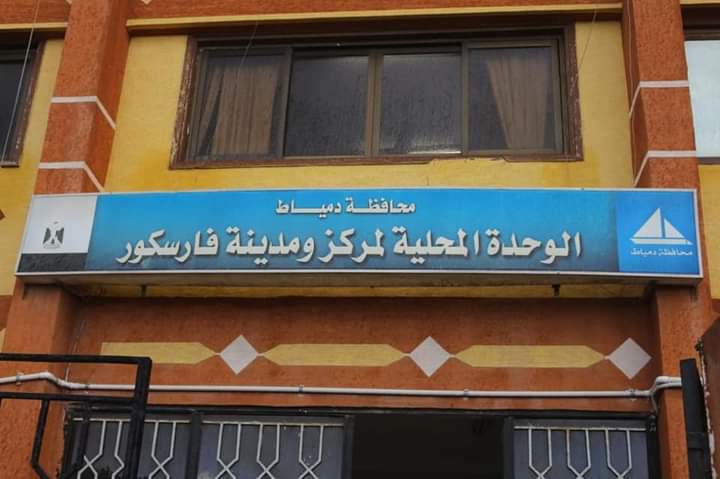 محافظة دمياط
الوحدة المحلية لمركز ومدينة فارسكور
محافظة دمياط